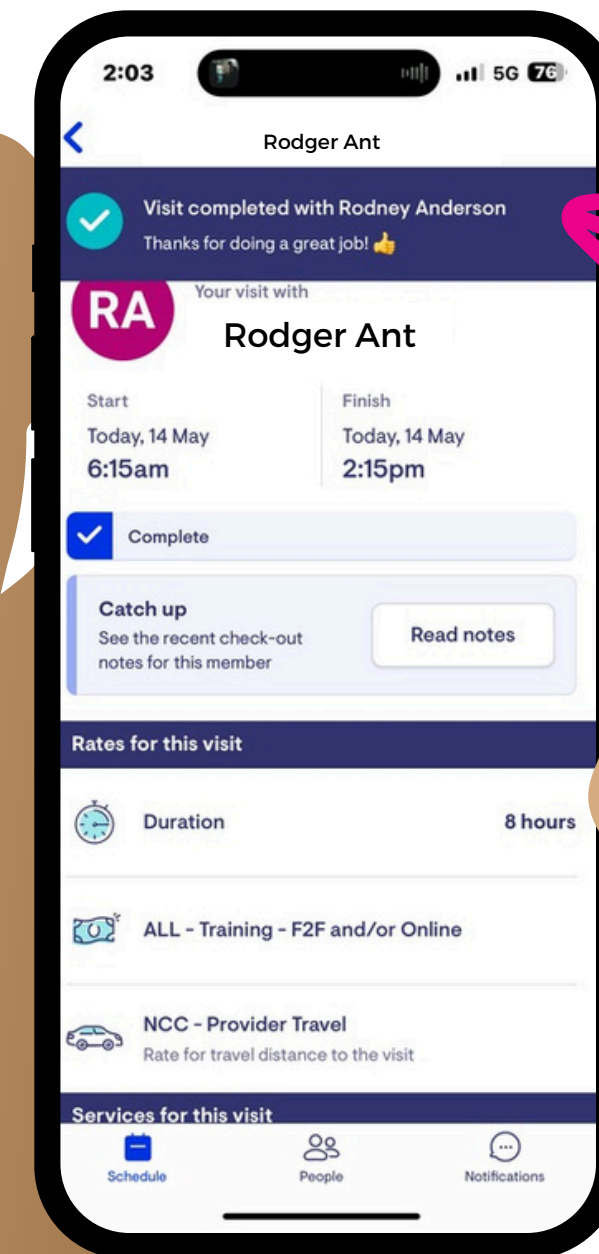 2:03
5G 76
Rodger Ant
Visit completed with Rodney Anderson
Thanks for doing a great job! 👍
RA
Your visit with
Rodger Ant
Start
Finish
Today, 14 May
Today, 14 May
6:15am
2:15pm
Complete
Catch up
See the recent check-out
notes for this member
Read notes
Rates for this visit
Duration
8 hours
ALL - Training - F2F and/or Online
NCC - Provider Travel
Rate for travel distance to the visit
Services for this visit
Schedule
People
Notifications